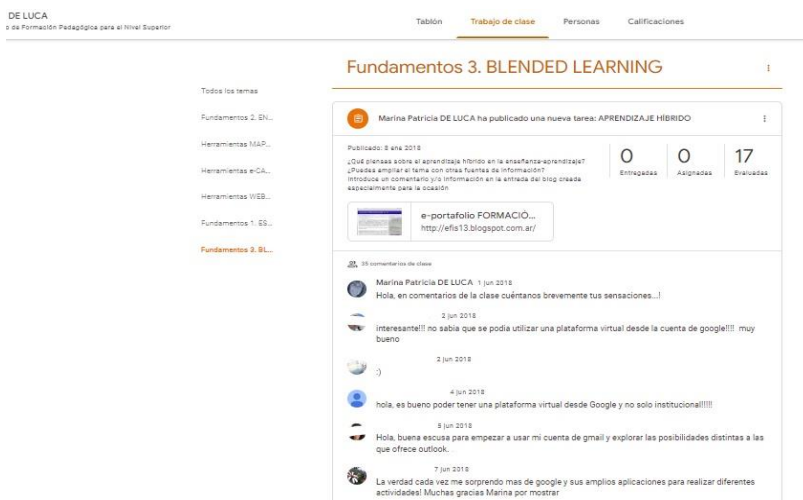 DE LUCA
o de Formación Pedagógica para el Nivel Superior
Tablón
Trabajo de clase
Personas
Calificaciones
Todos los temas
Fundamentos 2. EN...
Herramientas MAP...
Herramientas e-CA...
Herramientas WEB...
Fundamentos 1. ES...
Fundamentos 3. BL...
Fundamentos 3. BLENDED LEARNING
Marina Patricia DE LUCA ha publicado una nueva tarea: APRENDIZAJE HÍBRIDO
Publicado: 8 ene 2018
¿Qué piensas sobre el aprendizaje híbrido en la enseñanza-aprendizaje?
¿Puedes ampliar el tema con otras fuentes de información?
Introduce un comentario y/o información en la entrada del blog creada
especialmente para la ocasión
0
Entregadas
0
Asignadas
17
Evaluadas
e-portafolio FORMACIÓ...
http://efis13.blogspot.com.ar/
35 comentarios de clase
Marina Patricia DE LUCA 1 jun 2018
Hola, en comentarios de la clase cuéntanos brevemente tus sensaciones...!
2 jun 2018
interesante!!! no sabia que se podia utilizar una plataforma virtual desde la cuenta de google!!!! muy
bueno
2 jun 2018
:)
4 jun 2018
hola, es bueno poder tener una plataforma virtual desde Google y no solo institucional!!!!!
5 jun 2018
Hola, buena escusa para empezar a usar mi cuenta de gmail y explorar las posibilidades distintas a las
que ofrece outlook.
7 jun 2018
La verdad cada vez me sorprendo mas de google y sus amplios aplicaciones para realizar diferentes
actividades! Muchas gracias Marina por mostrar